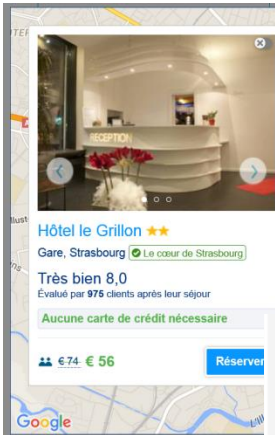 RECEPTION
Hôtel le Grillon
Gare, Strasbourg Le cœur de Strasbourg
Très bien 8,0
Évalué par 975 clients après leur séjour
Aucune carte de crédit nécessaire
€ 74 € 56
Réserver
Google
L'Ill